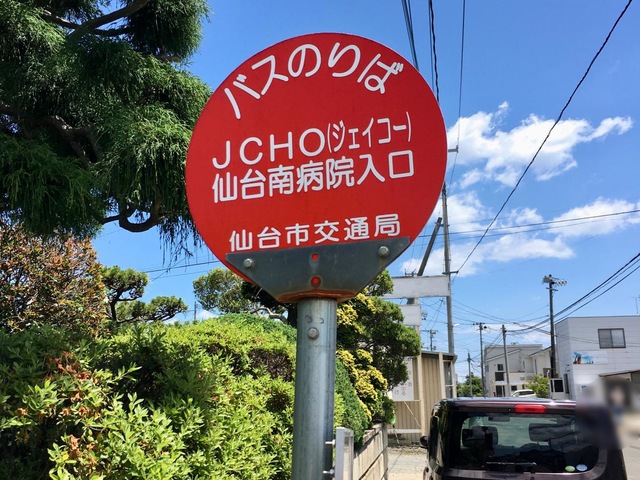 バスのりば
JCHO(ジェイコー)
仙台南病院入口
仙台市交通局